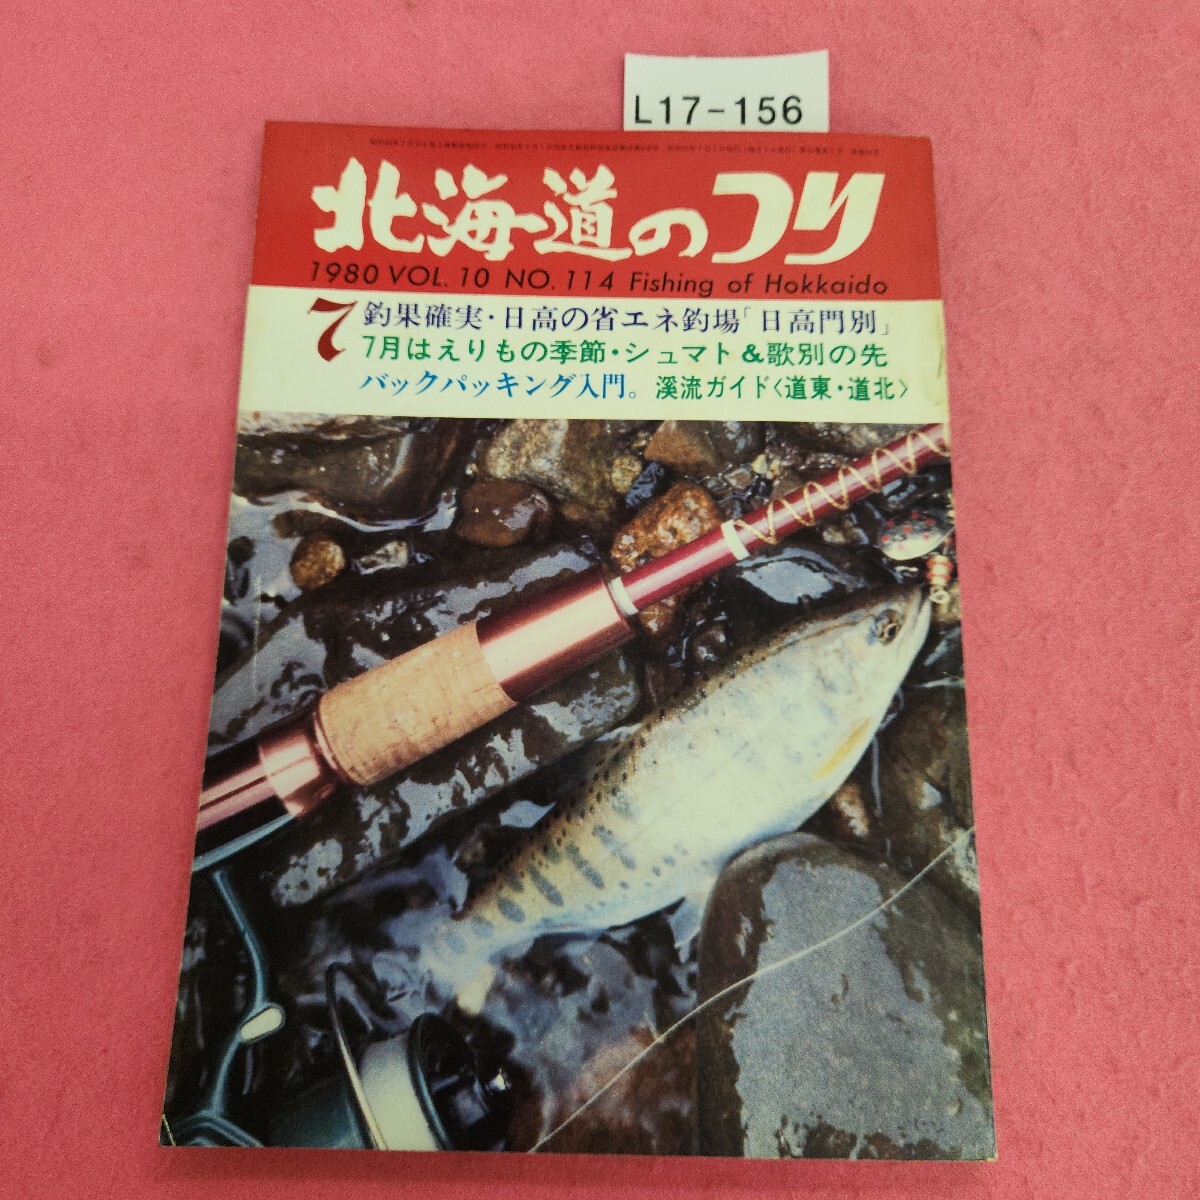 L17-156
北海道のつり
1980 VOL. 10 NO. 114 Fishing of Hokkaido
7
釣果確実・日高の省エネ釣場「日高門別」
7月はえりもの季節・シュマト&歌別の先
バックパッキング入門。渓流ガイド〈道東・道北〉